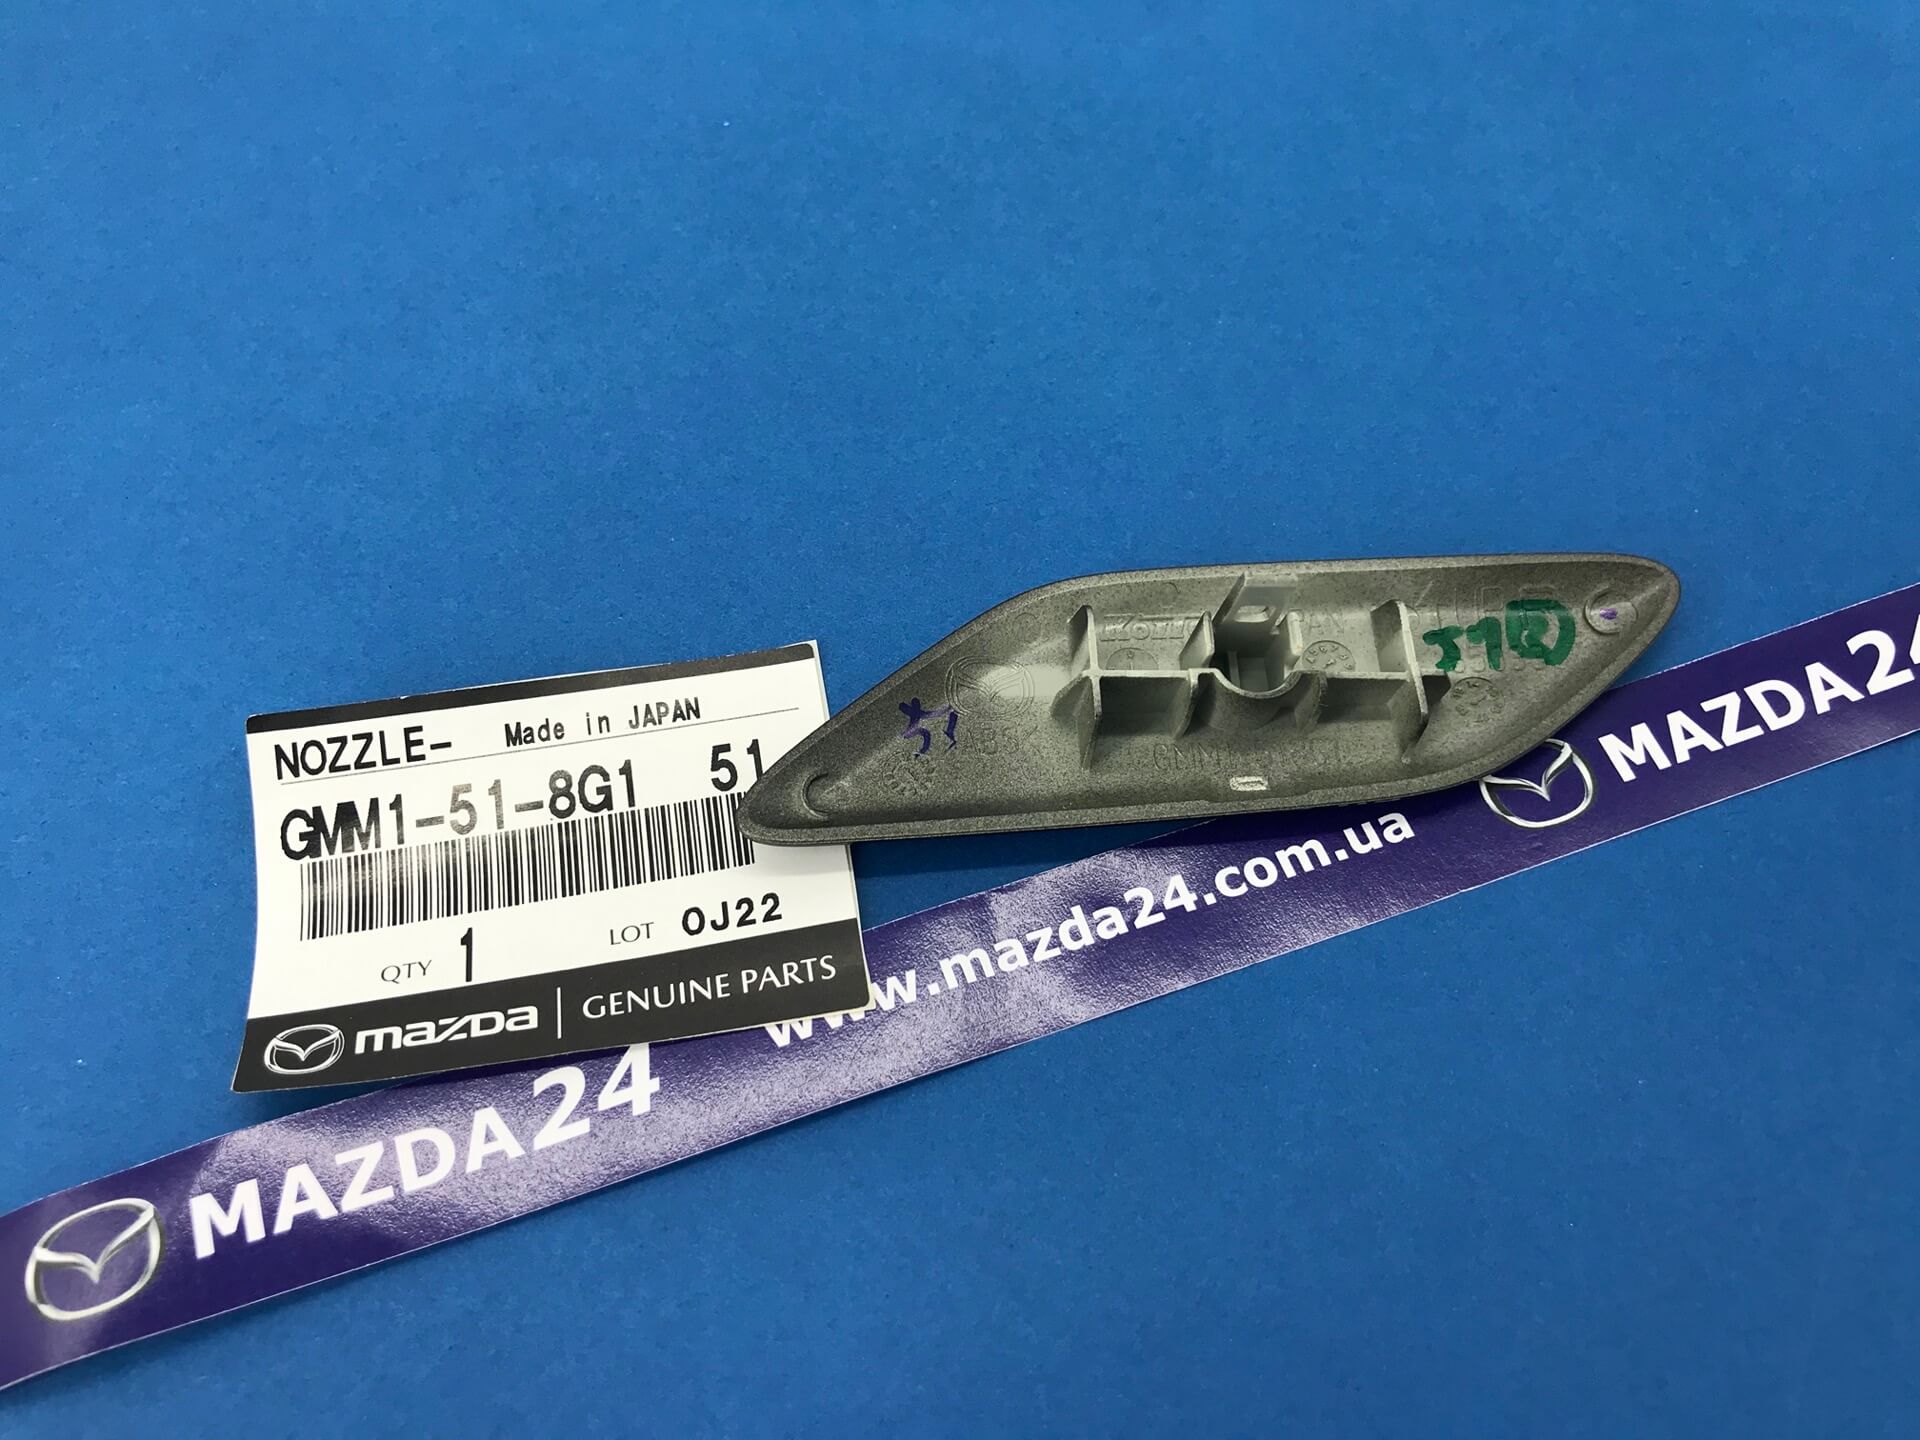 NOZZLE- Made in JAPAN
GMM1-51-8G1 51
QTY 1 LOT 0J22
mazda GENUINE PARTS
51
MAZDA24
www.mazda24.com.ua
MAZDA24